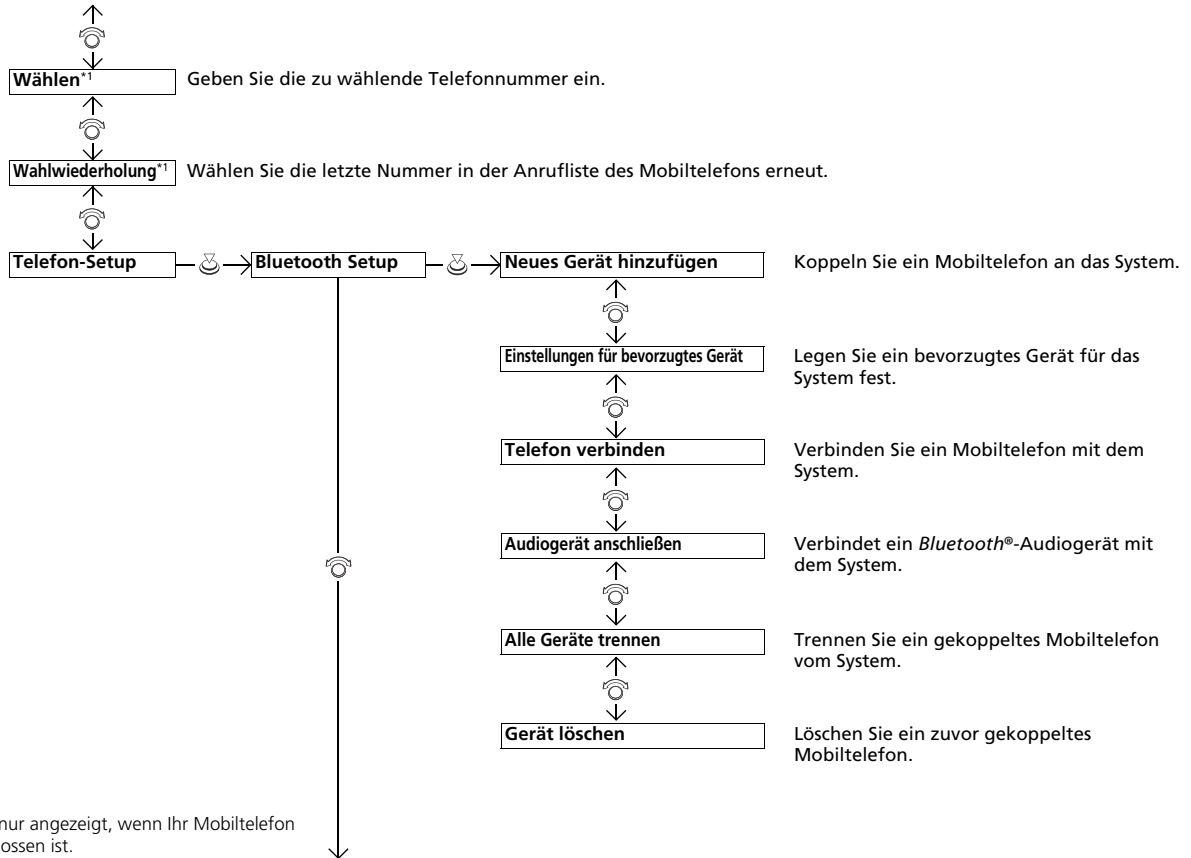 Wählen*1 Geben Sie die zu wählende Telefonnummer ein.
Wahlwiederholung*1 Wählen Sie die letzte Nummer in der Anrufliste des Mobiltelefons erneut.
Telefon-Setup Bluetooth Setup Neues Gerät hinzufügen Koppeln Sie ein Mobiltelefon an das System.
Einstellungen für bevorzugtes Gerät Legen Sie ein bevorzugtes Gerät für das
System fest.
Telefon verbinden Verbinden Sie ein Mobiltelefon mit dem
System.
Audiogerät anschließen Verbindet ein Bluetooth®-Audiogerät mit
dem System.
Alle Geräte trennen Trennen Sie ein gekoppeltes Mobiltelefon
vom System.
Gerät löschen Löschen Sie ein zuvor gekoppeltes
Mobiltelefon.
nur angezeigt, wenn Ihr Mobiltelefon
ossen ist.